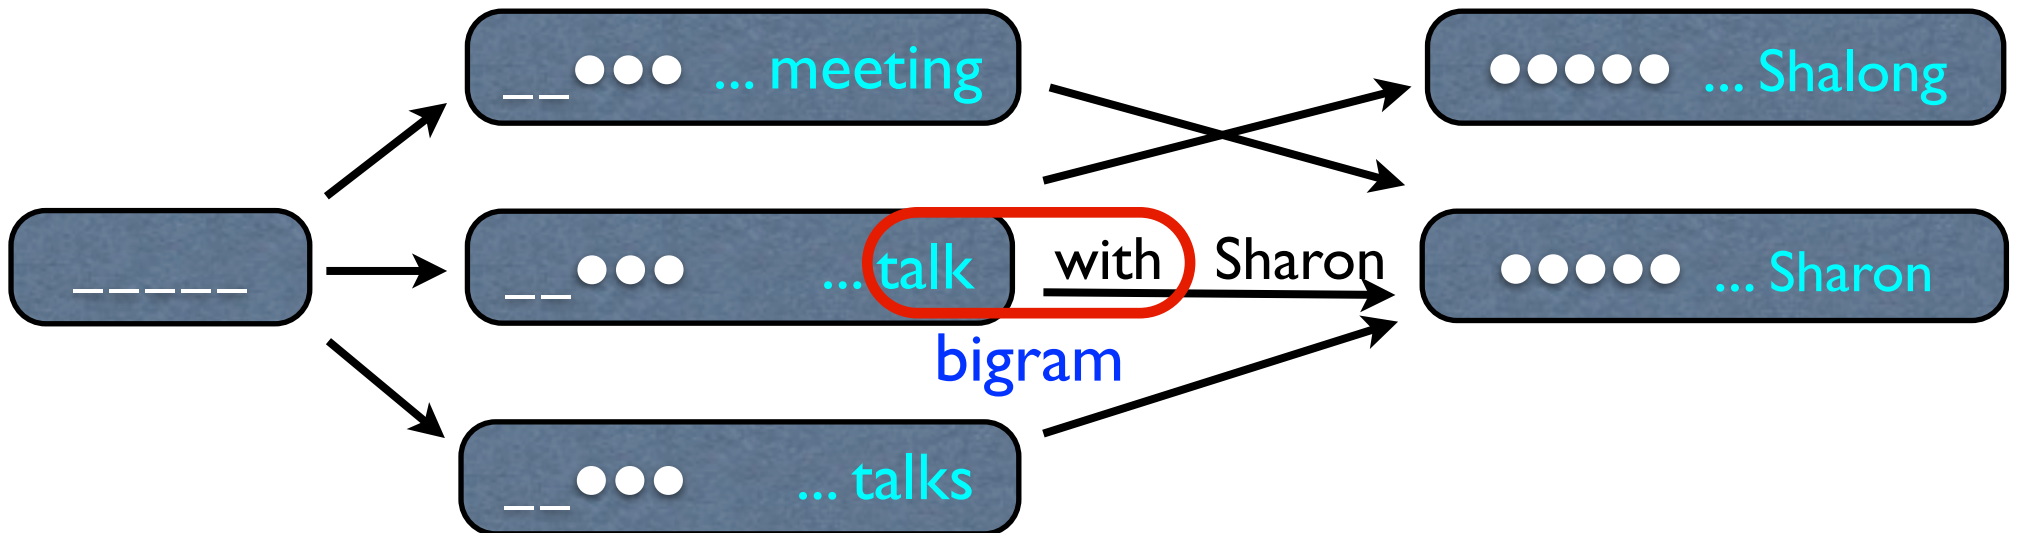 _ _ ●●● ... meeting
●●●●● ... Shalong
_ _ _ _ _
_ _ ●●● ... talk
with Sharon
●●●●● ... Sharon
bigram
_ _ ●●● ... talks